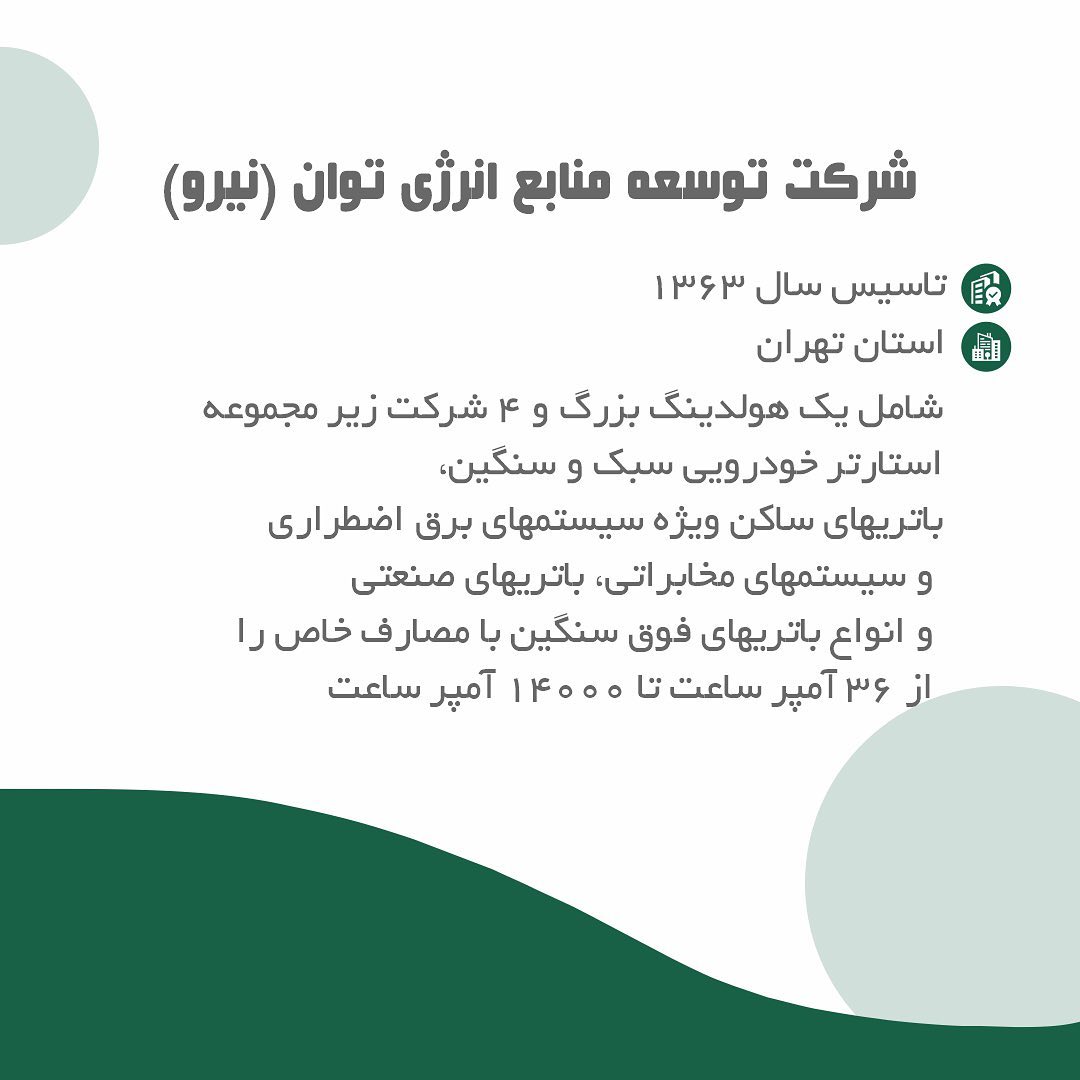 شرکت توسعه منابع انرژی توان (نیرو)
تاسیس سال ۱۳۶۳
استان تهران
شامل یک هولدینگ بزرگ و ۴ شرکت زیر مجموعه
استارتر خودرویی سبک و سنگین،
باتریهای ساکن ویژه سیستمهای برق اضطراری
و سیستمهای مخابراتی، باتریهای صنعتی
و انواع باتریهای فوق سنگین با مصارف خاص را
از ۳۶ آمپر ساعت تا ۱۴۰۰۰ آمپر ساعت